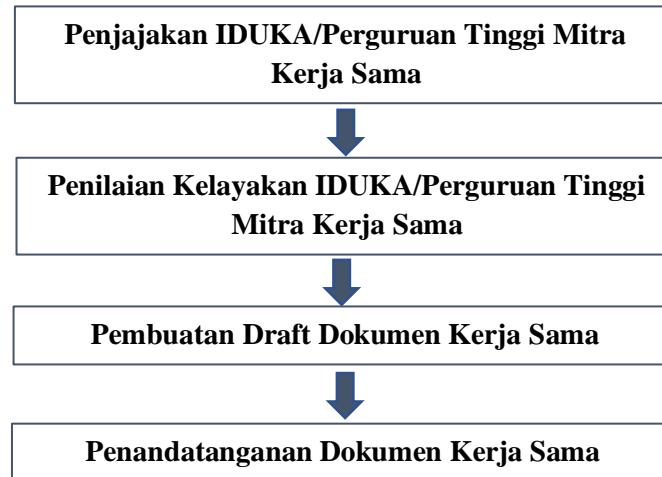 Penjajakan IDUKA/Perguruan Tinggi Mitra
Kerja Sama
Penilaian Kelayakan IDUKA/Perguruan Tinggi
Mitra Kerja Sama
Pembuatan Draft Dokumen Kerja Sama
Penandatanganan Dokumen Kerja Sama